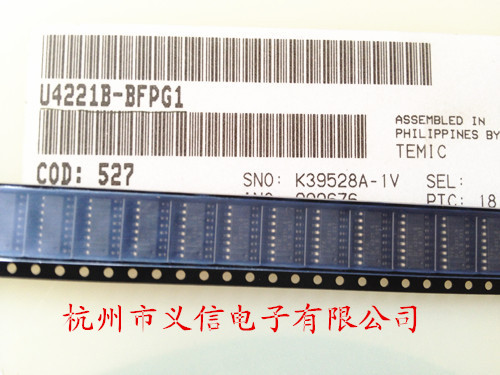 U4221B-BFPG1
ASSEMBLED IN
PHILIPPINES BY
TEMIC
COD: 527
SNO: K39528A-1V SEL:
PTC: 18
杭州市义信电子有限公司